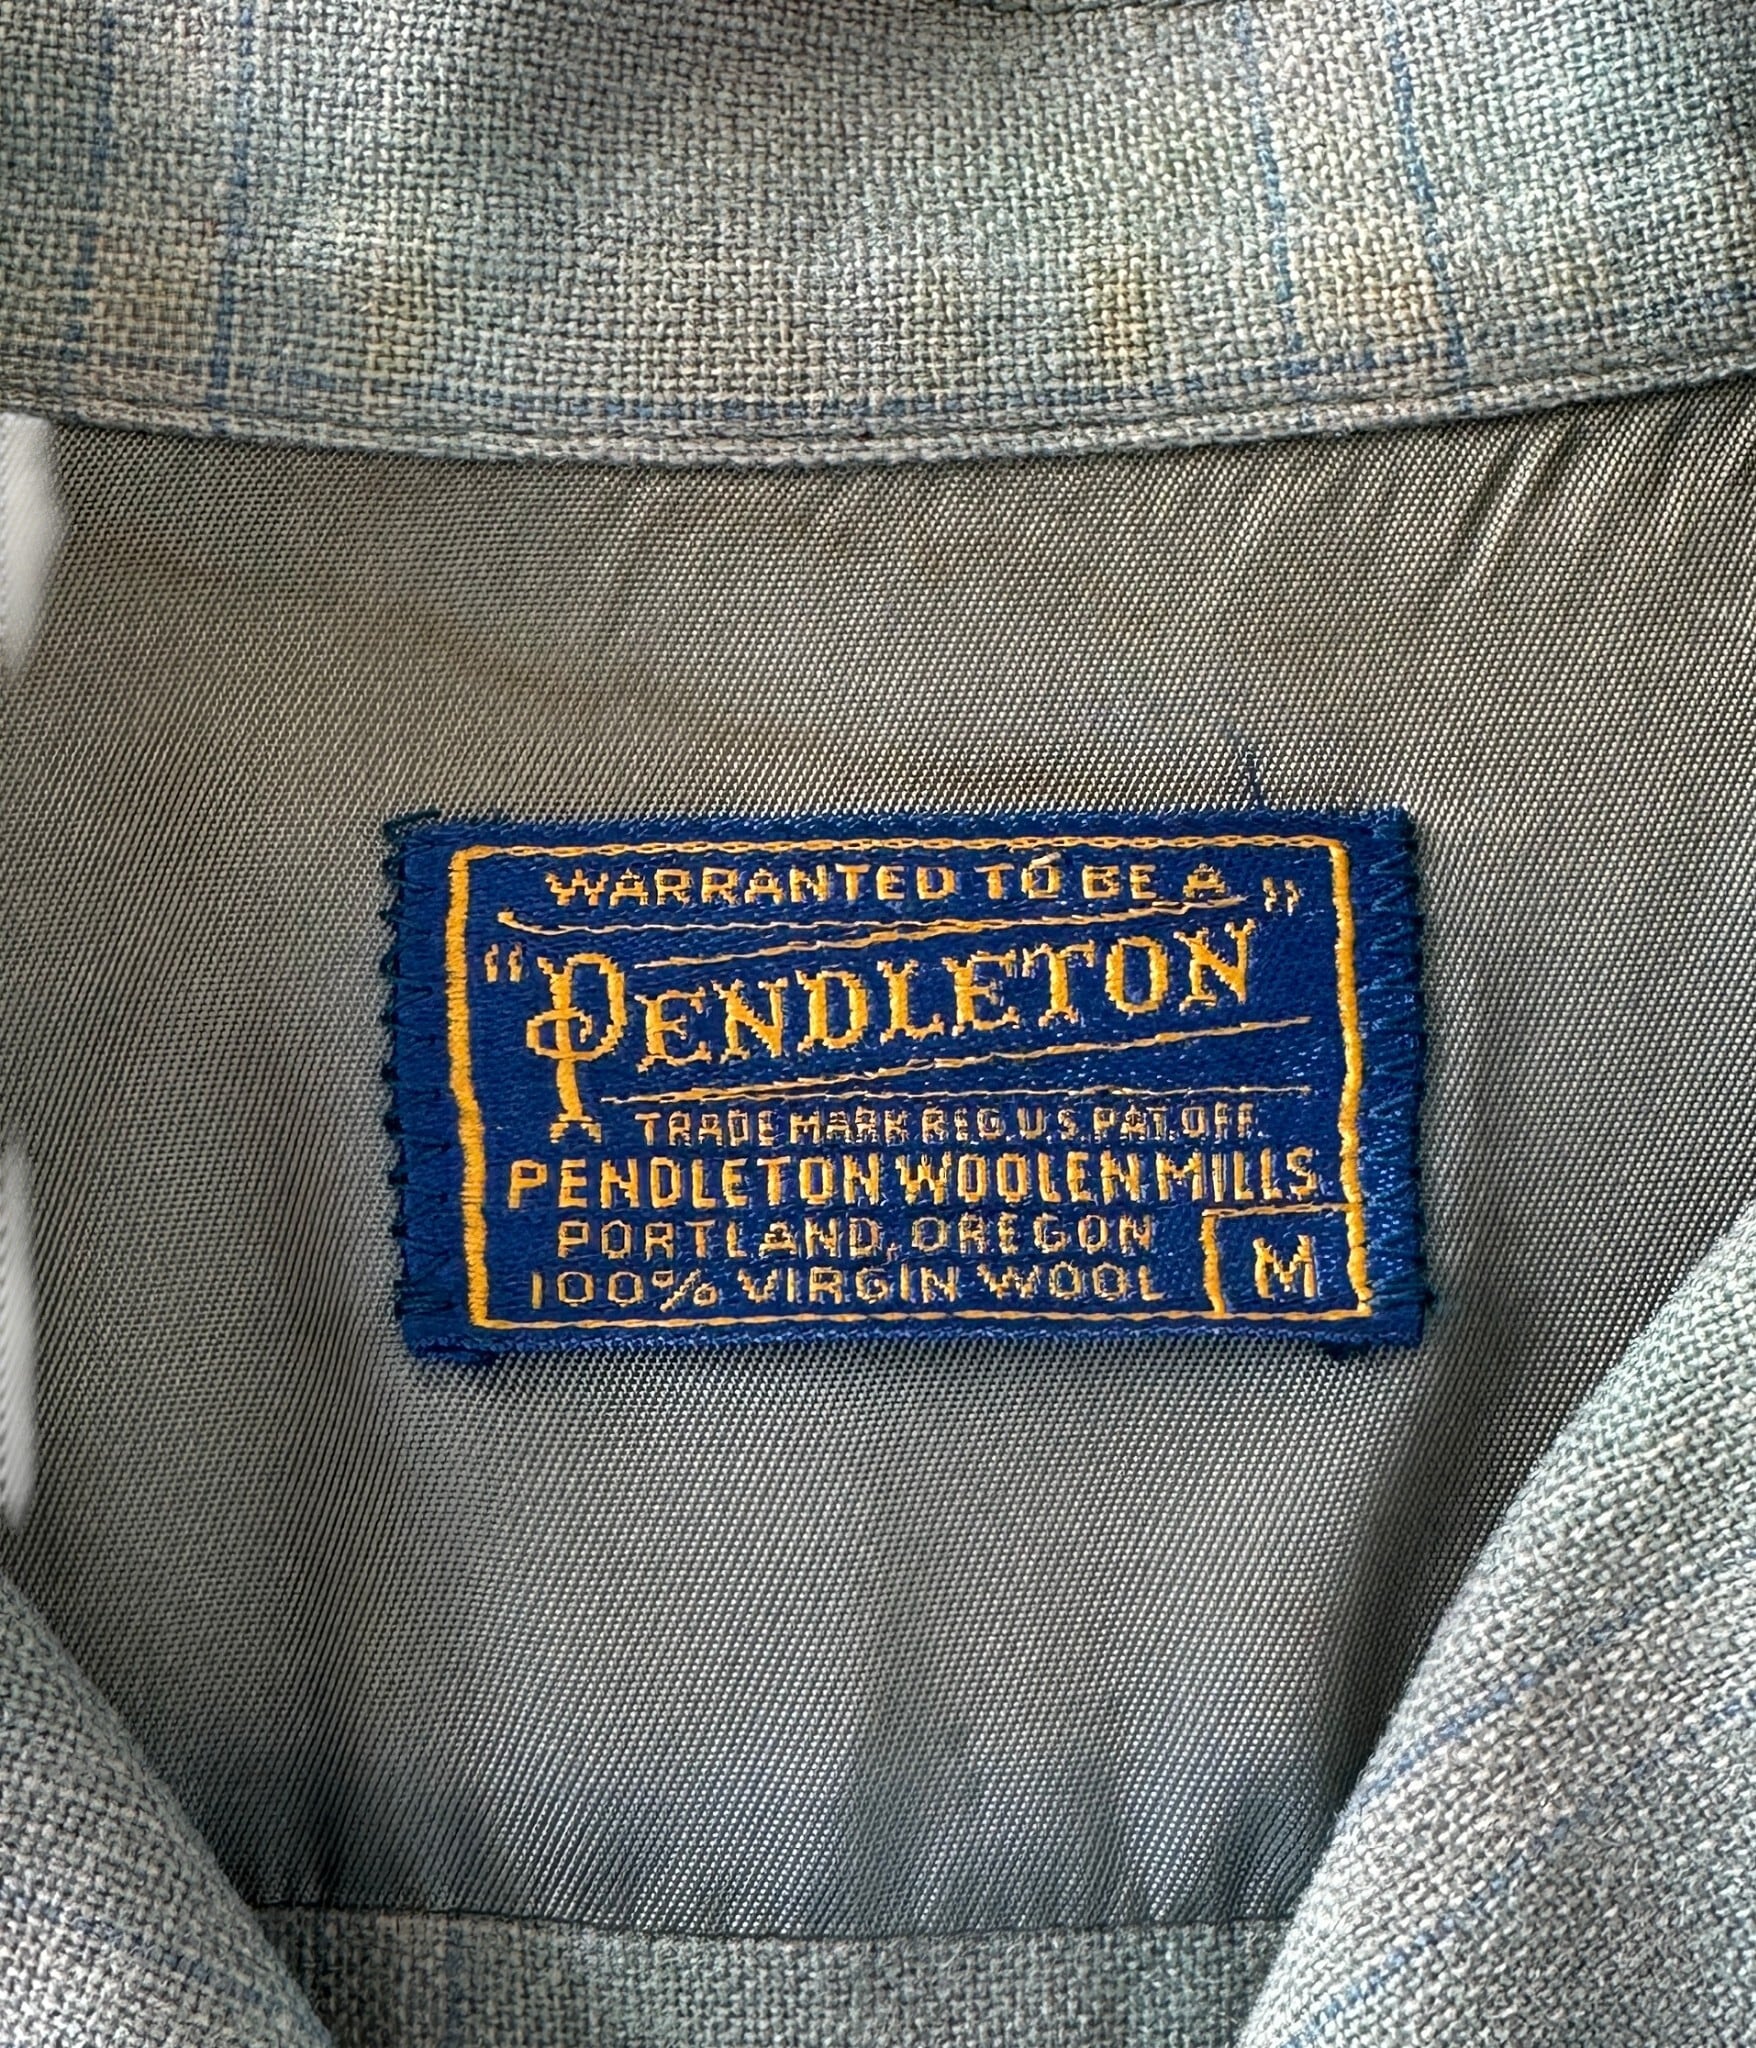 WARRANTED TO BE A
"PENDLETON"
TRADE MARK REG. U.S. PAT. OFF.
PENDLETON WOOLEN MILLS
PORTLAND, OREGON
100% VIRGIN WOOL
M